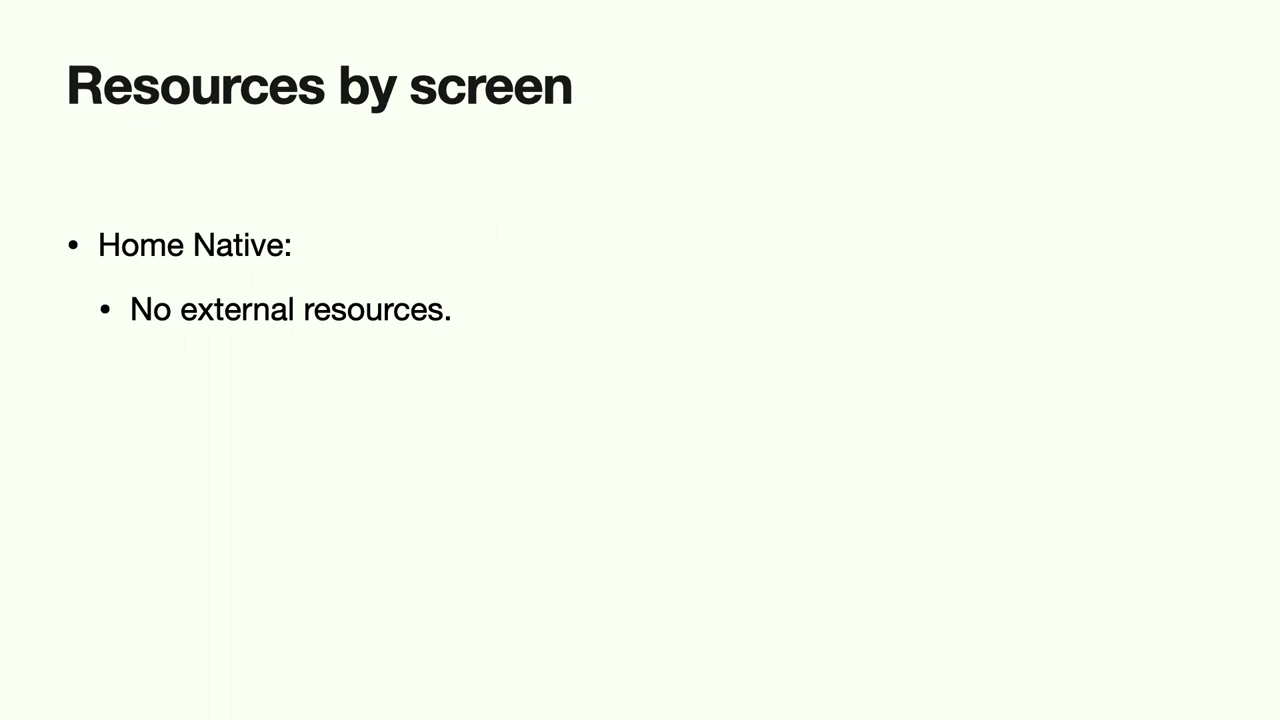 Resources by screen
• Home Native:
• No external resources.